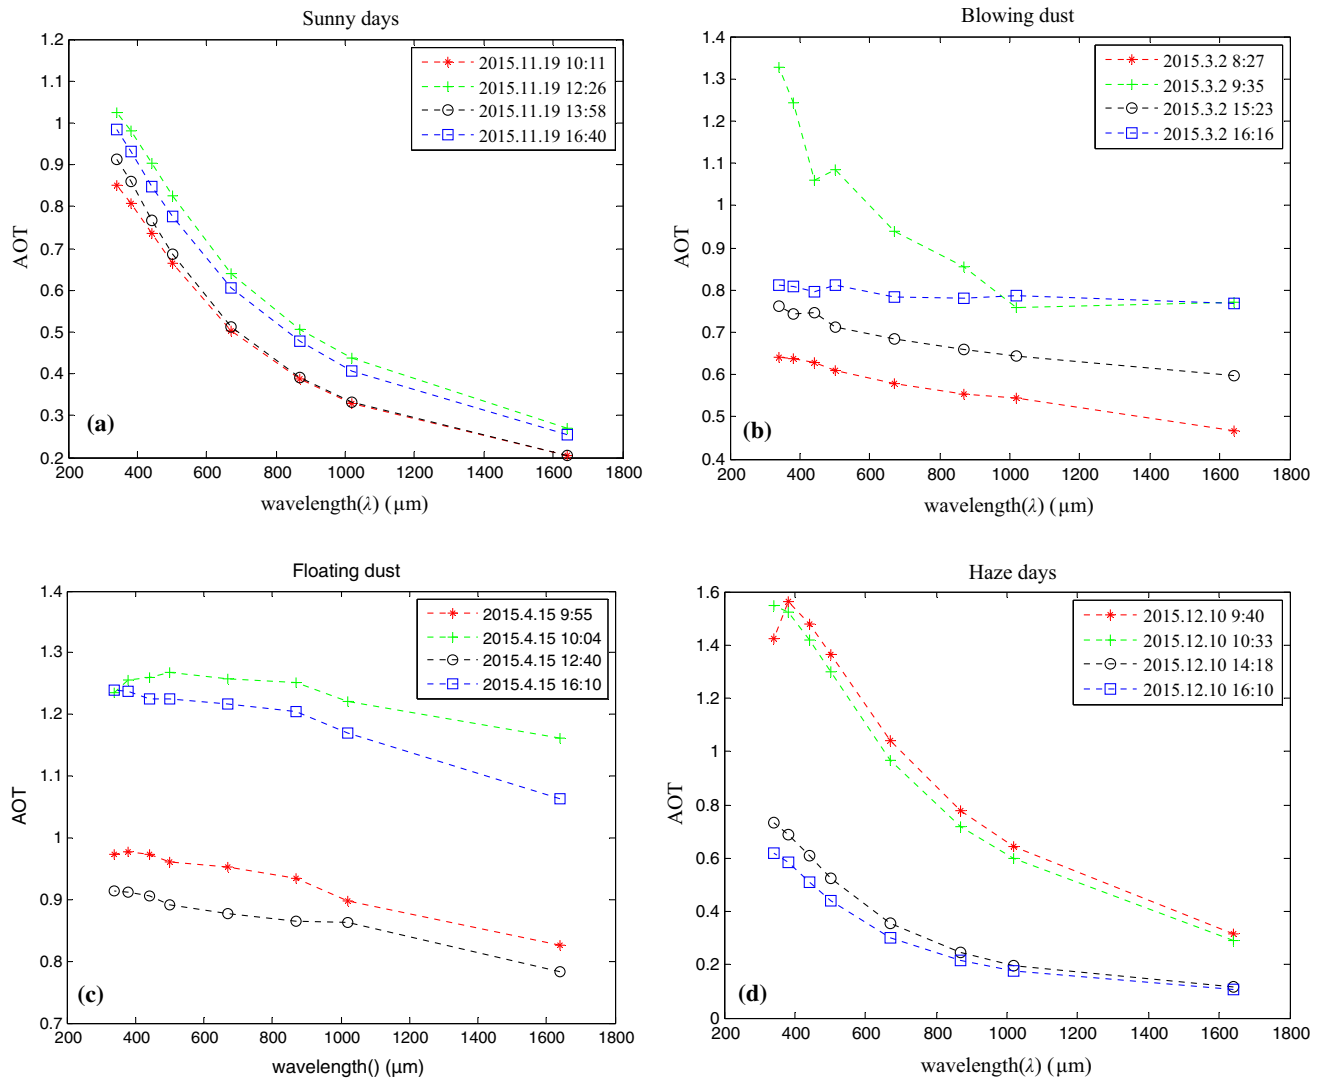 Sunny days
1.2
1.1
1
0.9
0.8
0.7
0.6
0.5
0.4
0.3
0.2
AOT
2015.11.19 10:11
2015.11.19 12:26
2015.11.19 13:58
2015.11.19 16:40
(a)
200 400 600 800 1000 1200 1400 1600 1800
wavelength(λ) (μm)
Blowing dust
1.4
1.3
1.2
1.1
1
0.9
0.8
0.7
0.6
0.5
0.4
AOT
2015.3.2 8:27
2015.3.2 9:35
2015.3.2 15:23
2015.3.2 16:16
(b)
200 400 600 800 1000 1200 1400 1600 1800
wavelength(λ) (μm)
Floating dust
1.4
1.3
1.2
1.1
1
0.9
0.8
0.7
AOT
2015.4.15 9:55
2015.4.15 10:04
2015.4.15 12:40
2015.4.15 16:10
(c)
200 400 600 800 1000 1200 1400 1600 1800
wavelength() (μm)
Haze days
1.6
1.4
1.2
1
0.8
0.6
0.4
0.2
0
AOT
2015.12.10 9:40
2015.12.10 10:33
2015.12.10 14:18
2015.12.10 16:10
(d)
200 400 600 800 1000 1200 1400 1600 1800
wavelength(λ) (μm)